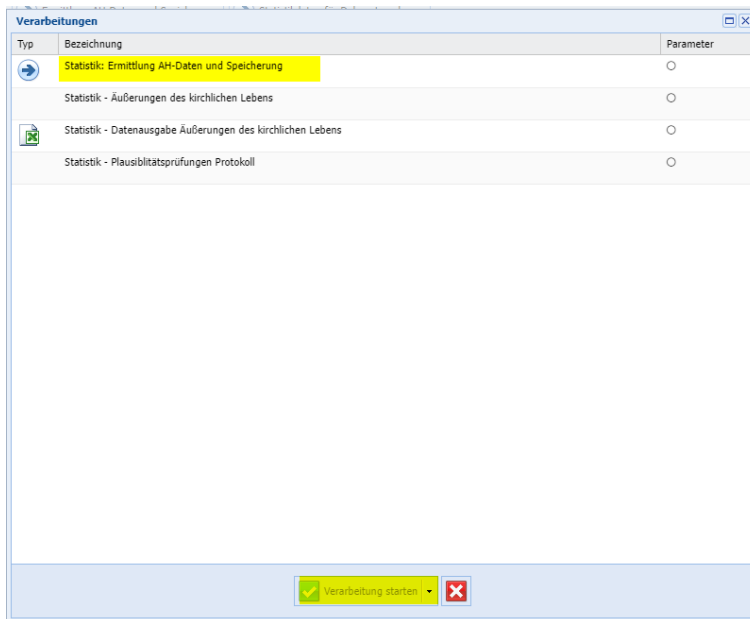 Verarbeitungen
Typ Bezeichnung Parameter
Statistik: Ermittlung AH-Daten und Speicherung
Statistik - Äußerungen des kirchlichen Lebens
Statistik - Datenausgabe Äußerungen des kirchlichen Lebens
Statistik - Plausiblitätsprüfungen Protokoll
Verarbeitung starten